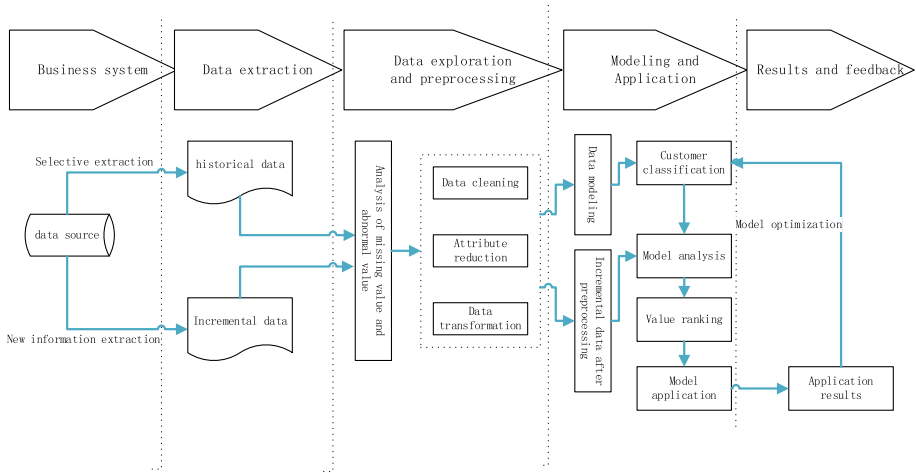 Business system
Data extraction
Data exploration
and preprocessing
Modeling and
Application
Results and feedback
Selective extraction
historical data
data source
New information extraction
Incremental data
Analysis of missing value and
abnormal value
Data cleaning
Attribute
reduction
Data
transformation
Data modeling
Incremental data after
preprocessing
Customer
classification
Model analysis
Value ranking
Model
application
Model optimization
Application
results